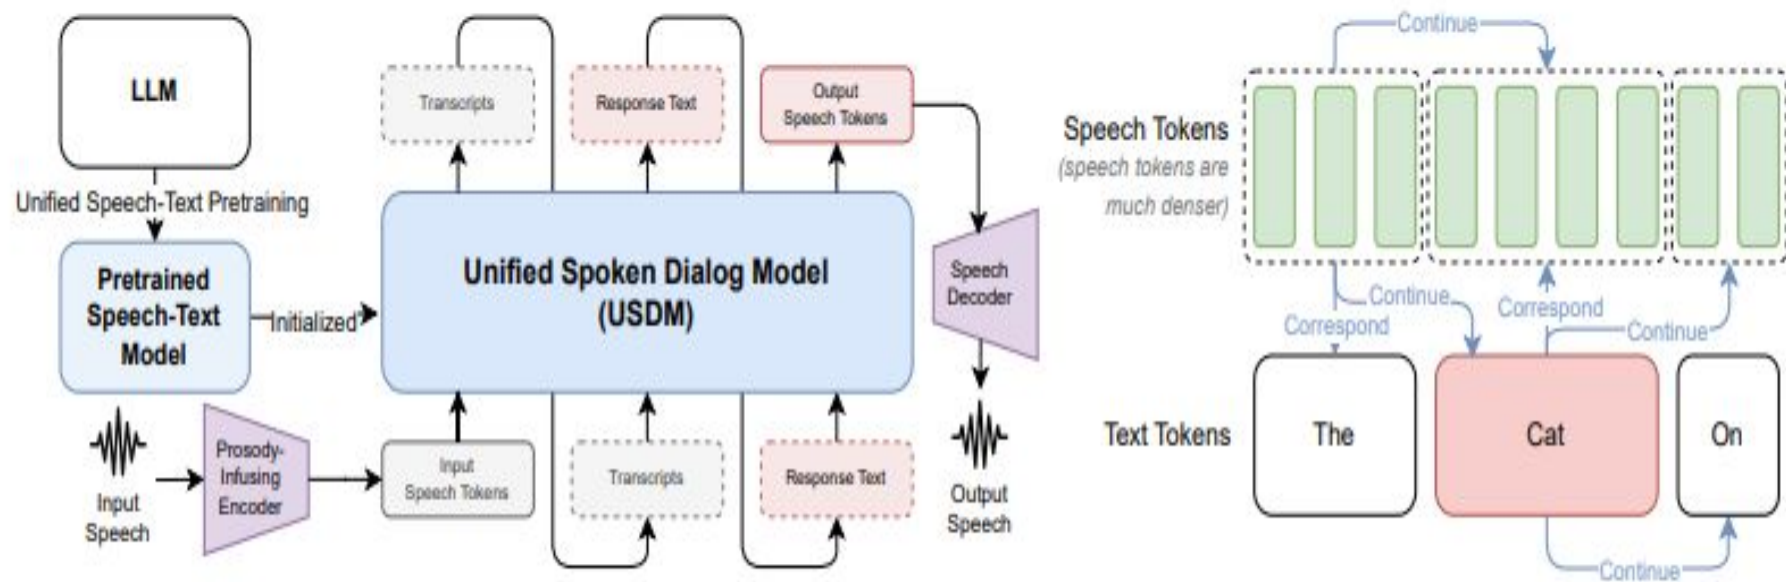 LLM
Unified Speech-Text Pretraining
Pretrained
Speech-Text
Model
Initialized
Input
Speech
Prosody-
Infusing
Encoder
Input
Speech Tokens
Transcripts
Response Text
Output
Speech Tokens
Unified Spoken Dialog Model
(USDM)
Transcripts
Response Text
Speech
Decoder
Output
Speech
Continue
Speech Tokens
(speech tokens are
much denser)
Continue
Correspond
Correspond
Continue
Text Tokens
The
Cat
On
Continue